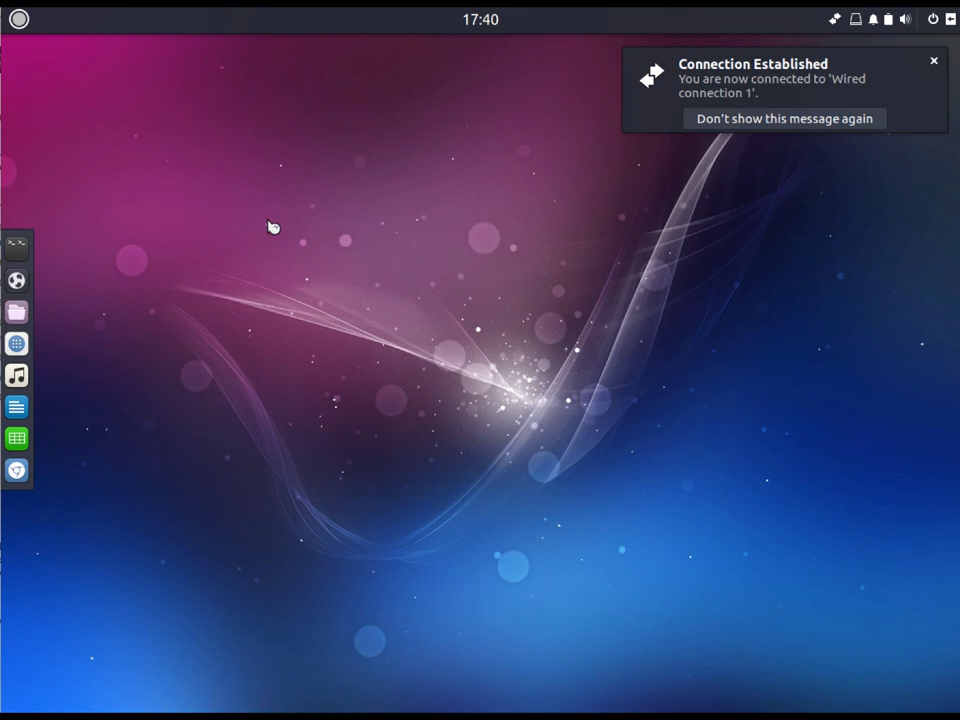 17:40
Connection Established
You are now connected to 'Wired
connection 1'.
Don't show this message again